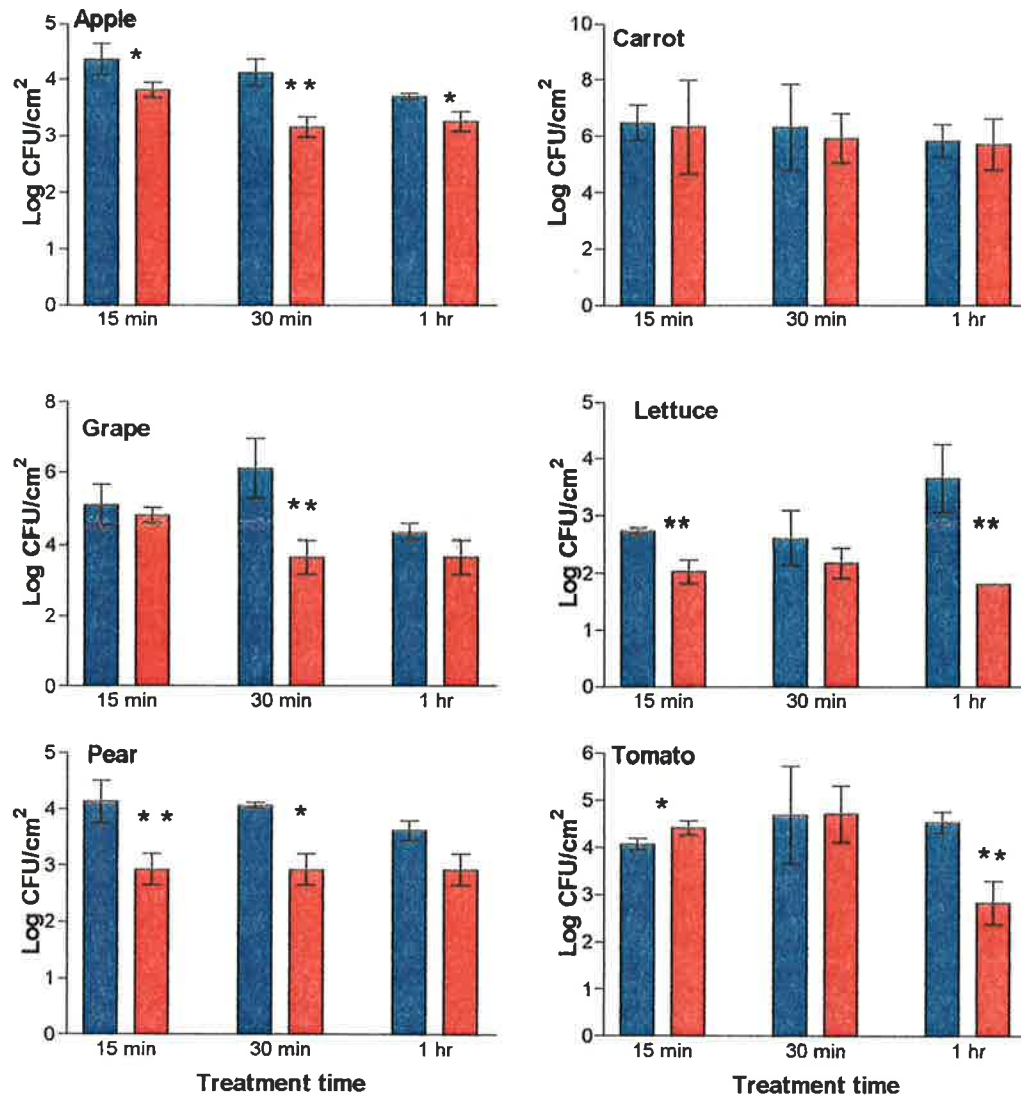 Apple
Log CFU/cm²
5
4
3
2
1
0
* ** *
15 min 30 min 1 hr
Carrot
Log CFU/cm²
10
8
6
4
2
0
15 min 30 min 1 hr
Grape
Log CFU/cm²
8
6
4
2
0
**
15 min 30 min 1 hr
Lettuce
Log CFU/cm²
5
4
3
2
1
0
** **
15 min 30 min 1 hr
Pear
Log CFU/cm²
5
4
3
2
1
0
** *
15 min 30 min 1 hr
Treatment time
Tomato
Log CFU/cm²
6
5
4
3
2
1
0
* **
15 min 30 min 1 hr
Treatment time